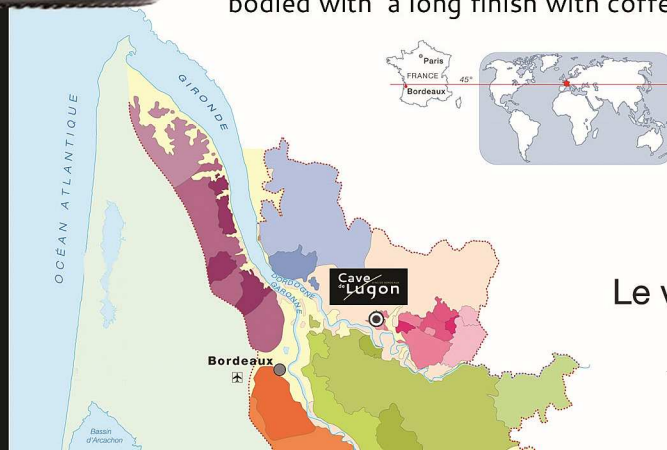 bodied with a long finish with coffe
Paris
FRANCE
Bordeaux
45°
GIRONDE
OCÉAN ATLANTIQUE
DORDOGNE
GARONNE
Cave
de Lugon
Le v
Bordeaux
Bassin
d'Arcachon